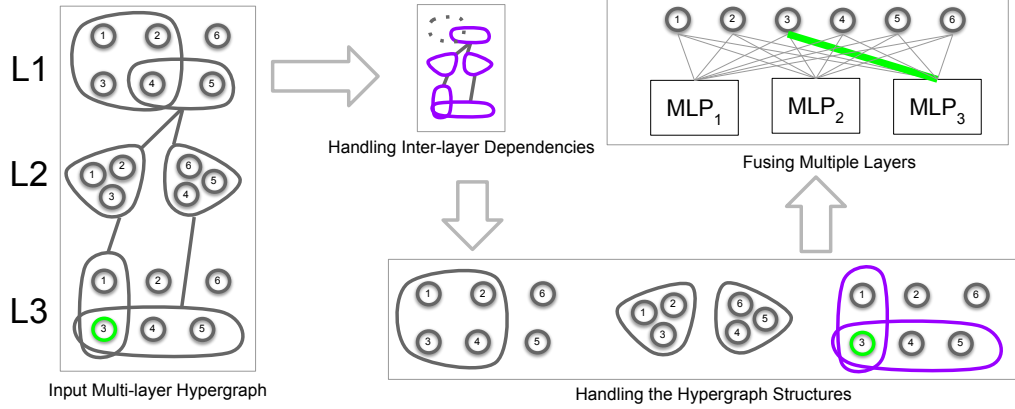 L1
1 2 6
3 4 5
L2
1 2 3
6 5 4
L3
1 2 6
3 4 5
Input Multi-layer Hypergraph
Handling Inter-layer Dependencies
1 2 3 4 5 6
MLP1 MLP2 MLP3
Fusing Multiple Layers
1 2 6
3 4 5
1 2 3
6 5 4
1 2 6
3 4 5
Handling the Hypergraph Structures